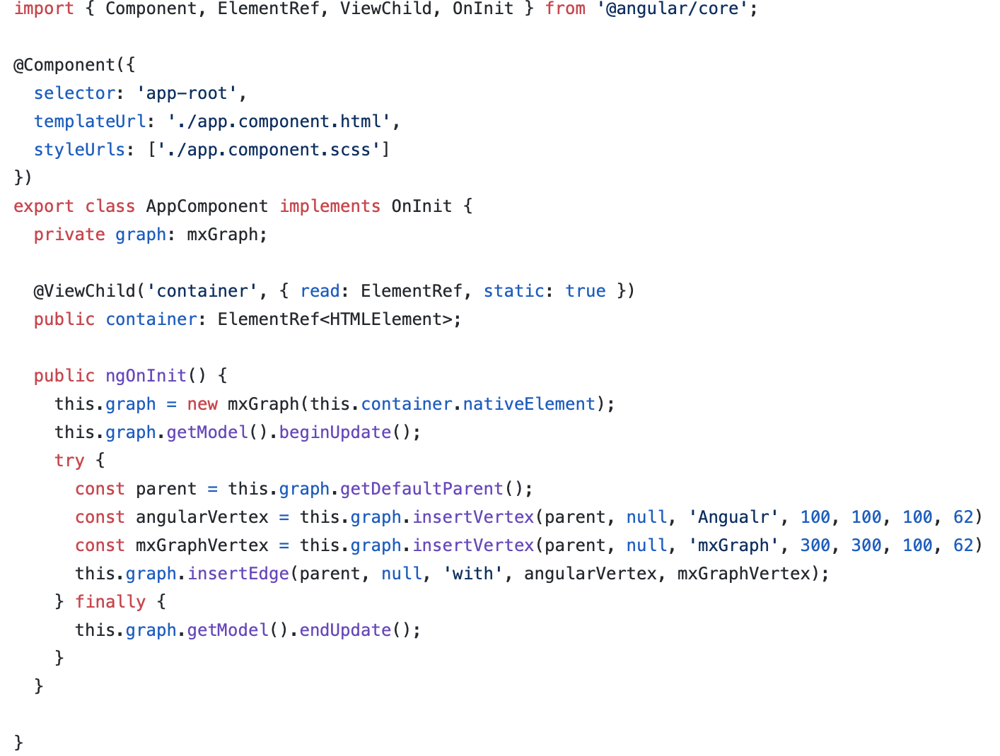 import { Component, ElementRef, ViewChild, OnInit } from '@angular/core';
@Component({
selector: 'app-root',
templateUrl: './app.component.html',
styleUrls: ['./app.component.scss']
})
export class AppComponent implements OnInit {
private graph: mxGraph;
@ViewChild('container', { read: ElementRef, static: true })
public container: ElementRef<HTMLElement>;
public ngOnInit() {
this.graph = new mxGraph(this.container.nativeElement);
this.graph.getModel().beginUpdate();
try {
const parent = this.graph.getDefaultParent();
const angularVertex = this.graph.insertVertex(parent, null, 'Angualr', 100, 100, 100, 62)
const mxGraphVertex = this.graph.insertVertex(parent, null, 'mxGraph', 300, 300, 100, 62)
this.graph.insertEdge(parent, null, 'with', angularVertex, mxGraphVertex);
} finally {
this.graph.getModel().endUpdate();
}
}
}